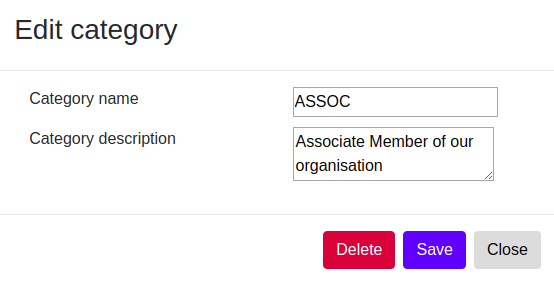 Edit category
Category name ASSOC
Category description Associate Member of our
organisation
Delete Save Close